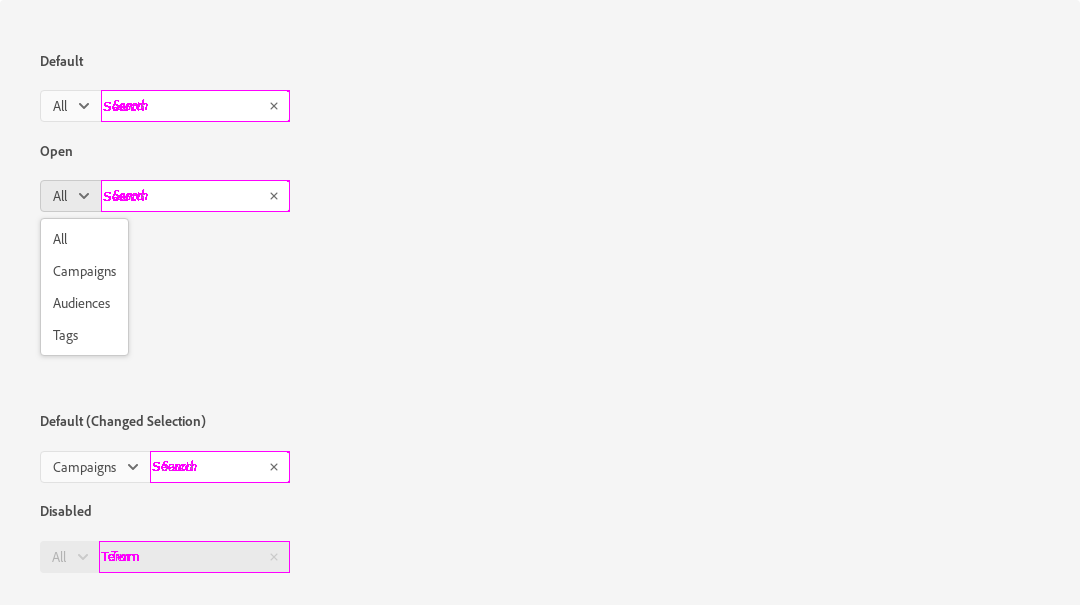 Default
All Search
Open
All Search
All
Campaigns
Audiences
Tags
Default (Changed Selection)
Campaigns Search
Disabled
All Term